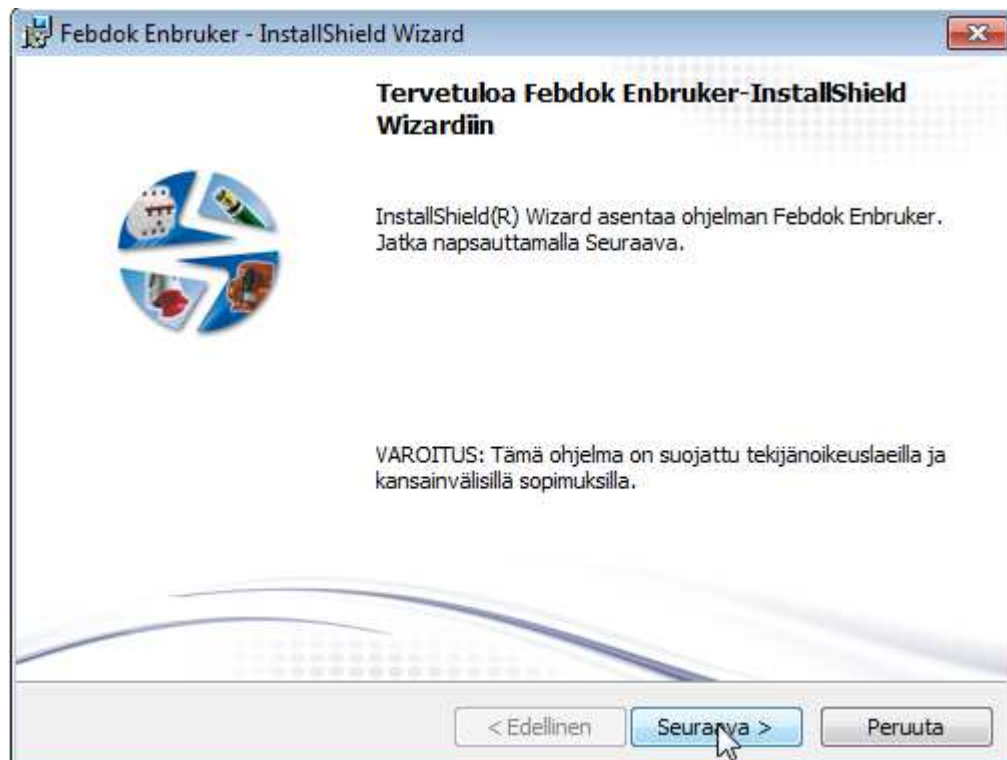 Febdok Enbruker - InstallShield Wizard
Tervetuloa Febdok Enbruker-InstallShield
Wizardiin
InstallShield(R) Wizard asentaa ohjelman Febdok Enbruker.
Jatka napsauttamalla Seuraava.
VAROITUS: Tämä ohjelma on suojattu tekijänoikeuslaeilla ja
kansainvälisillä sopimuksilla.
< Edellinen
Seuraava >
Peruuta